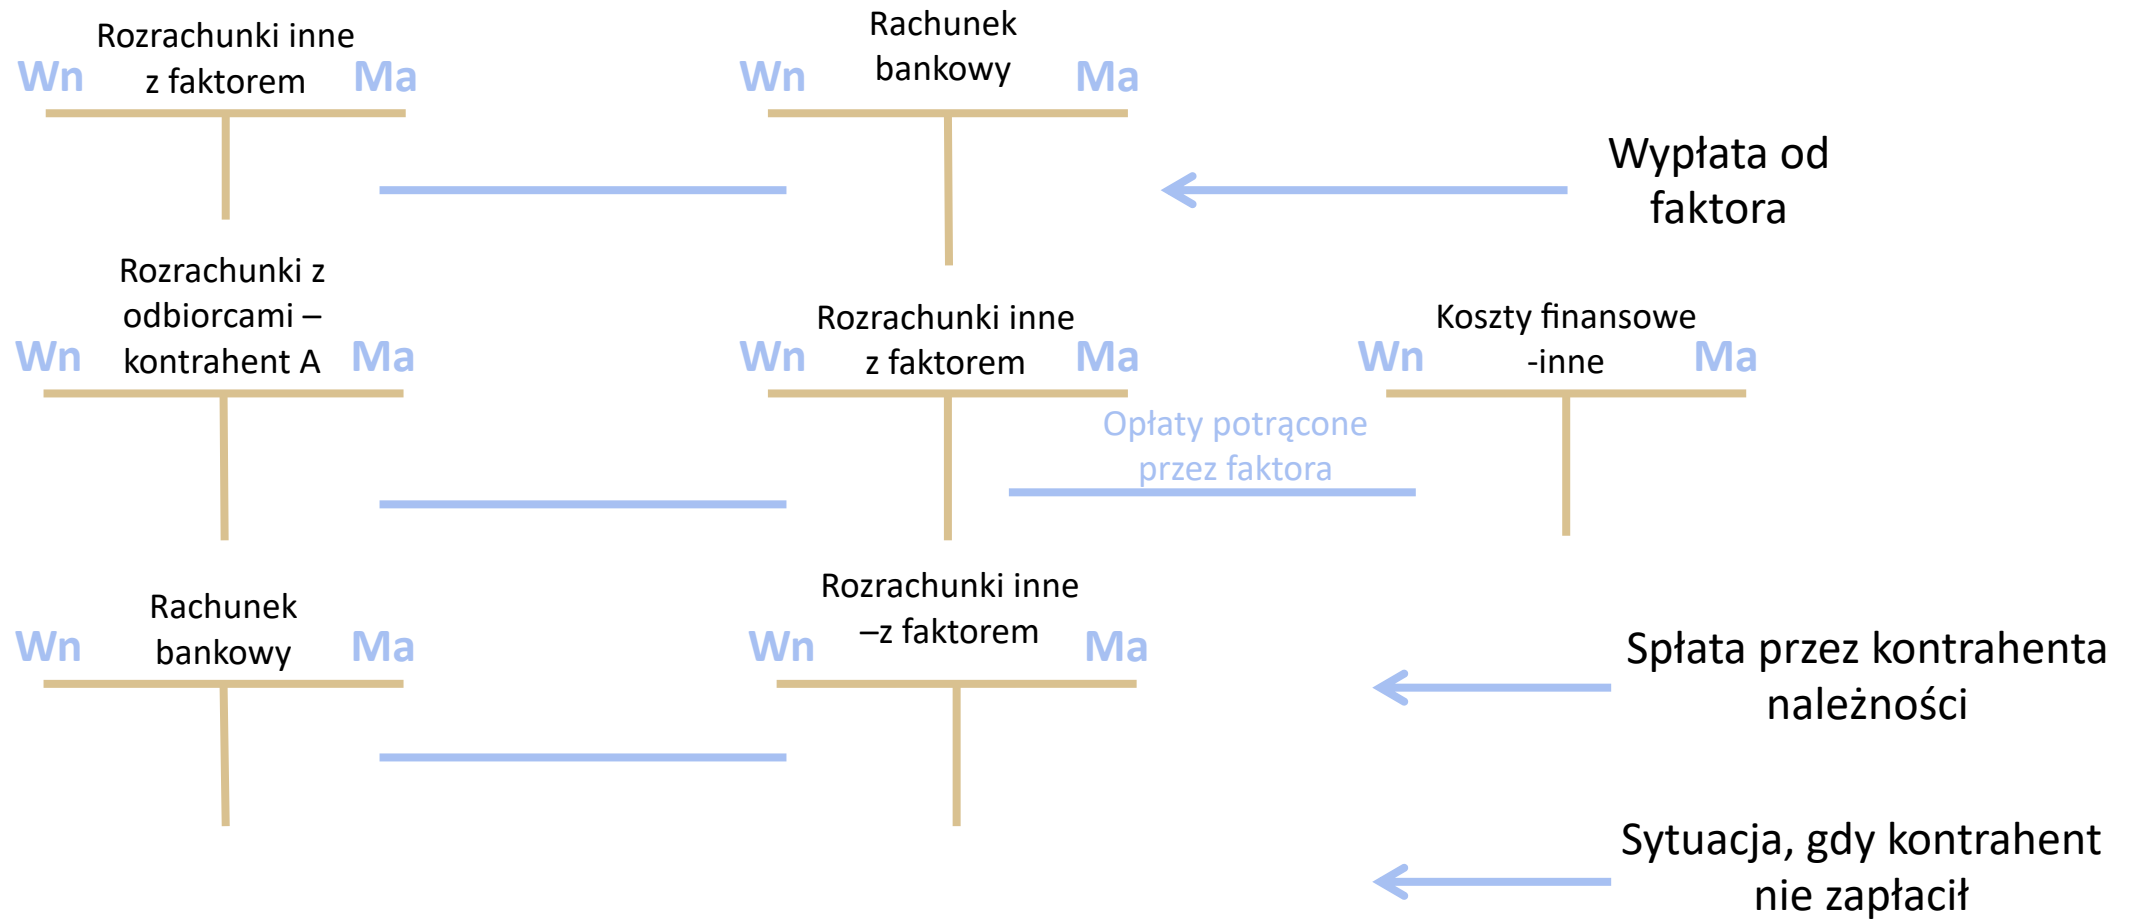 Rozrachunki inne
z faktorem
Wn
Ma
Rachunek
bankowy
Wn
Ma
Wypłata od
faktora
Rozrachunki z
odbiorcami –
kontrahent A
Wn
Ma
Rozrachunki inne
z faktorem
Wn
Ma
Koszty finansowe
-inne
Wn
Ma
Opłaty potrącone
przez faktora
Rachunek
bankowy
Wn
Ma
Rozrachunki inne
–z faktorem
Wn
Ma
Spłata przez kontrahenta
należności
Sytuacja, gdy kontrahent
nie zapłacił